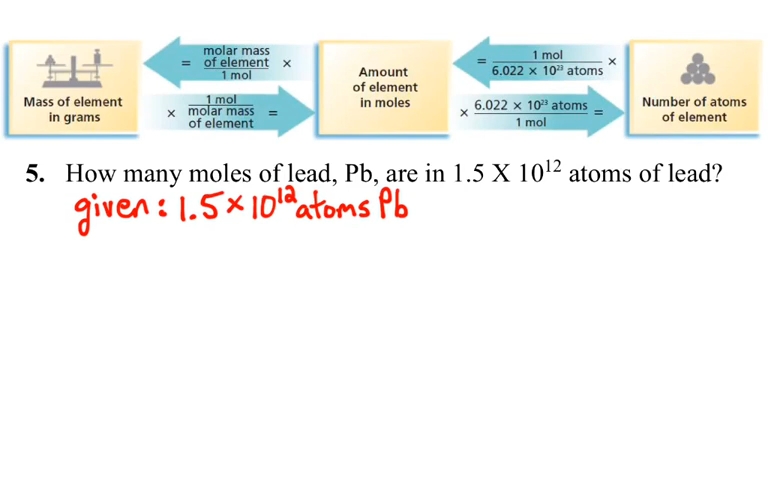 Mass of element
in grams
= molar mass of element / 1 mol ×
× 1 mol / molar mass of element =
Amount
of element
in moles
= 1 mol / 6.022 × 10²³ atoms ×
× 6.022 × 10²³ atoms / 1 mol =
Number of atoms
of element
5. How many moles of lead, Pb, are in 1.5 X 10¹² atoms of lead?
given: 1.5 × 10¹² atoms Pb